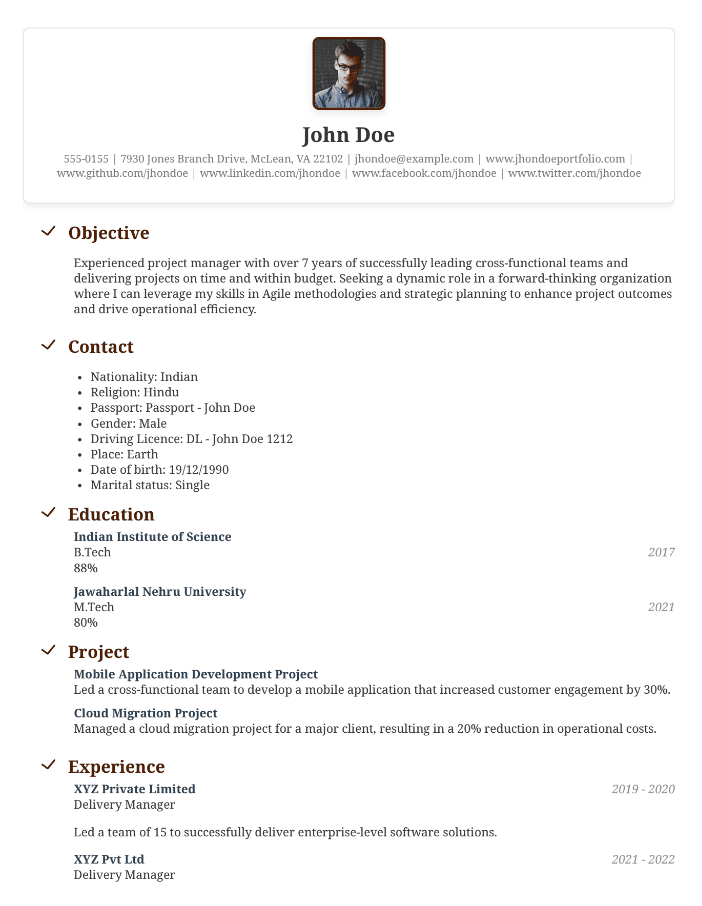 John Doe
555-0155 | 7930 Jones Branch Drive, McLean, VA 22102 | jhondoe@example.com | www.jhondoeportfolio.com |
www.github.com/jhondoe | www.linkedin.com/jhondoe | www.facebook.com/jhondoe | www.twitter.com/jhondoe
Objective
Experienced project manager with over 7 years of successfully leading cross-functional teams and
delivering projects on time and within budget. Seeking a dynamic role in a forward-thinking organization
where I can leverage my skills in Agile methodologies and strategic planning to enhance project outcomes
and drive operational efficiency.
Contact
• Nationality: Indian
• Religion: Hindu
• Passport: Passport - John Doe
• Gender: Male
• Driving Licence: DL - John Doe 1212
• Place: Earth
• Date of birth: 19/12/1990
• Marital status: Single
Education
Indian Institute of Science
B.Tech 2017
88%
Jawaharlal Nehru University
M.Tech 2021
80%
Project
Mobile Application Development Project
Led a cross-functional team to develop a mobile application that increased customer engagement by 30%.
Cloud Migration Project
Managed a cloud migration project for a major client, resulting in a 20% reduction in operational costs.
Experience
XYZ Private Limited 2019 - 2020
Delivery Manager
Led a team of 15 to successfully deliver enterprise-level software solutions.
XYZ Pvt Ltd 2021 - 2022
Delivery Manager